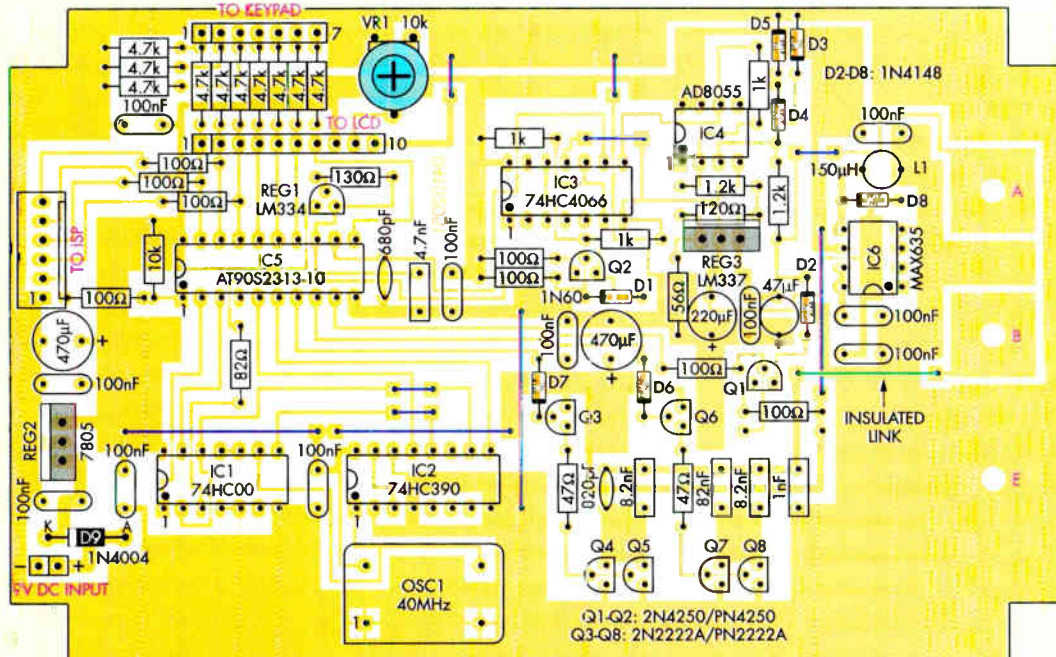 TO KEYPAD
1
7
VR1 10k
D5
D3
4.7k
4.7k
4.7k
4.7k
4.7k
4.7k
4.7k
4.7k
4.7k
4.7k
D2-D8: 1N4148
1k
AD8055
IC4
1
D4
100nF
100nF
TO LCD
1
10
1k
150µH
L1
100Ω
100Ω
100Ω
REG1
LM334
130Ω
IC3
74HC4066
1
1.2k
120Ω
1.2k
D8
TO ISP
1
10k
IC5
AT90S2313-10
1
680pF
4.7nF
100nF
1k
100Ω
100Ω
Q2
REG3
LM337
IC6
MAX635
100Ω
1N60
D1
56Ω
220µF
100nF
47µF
D2
470µF
+
100nF
82Ω
100nF
470µF
+
+
+
100nF
100nF
A
B
E
100Ω
Q1
D7
D6
Q3
Q6
100Ω
INSULATED
LINK
REG2
7805
100nF
100nF
IC1
74HC00
1
IC2
74HC390
1
47Ω
820pF
8.2nF
47Ω
82nF
8.2nF
1nF
100nF
K
D9
A
1N4004
-
+
9V DC INPUT
OSC1
40MHz
1
Q4
Q5
Q7
Q8
Q1-Q2: 2N4250/PN4250
Q3-Q8: 2N2222A/PN2222A